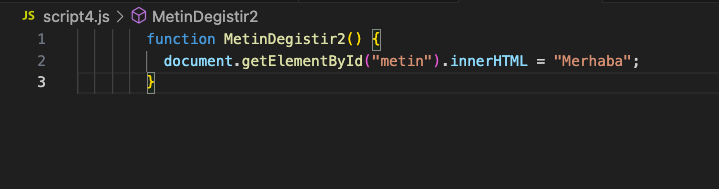 JS script4.js > MetinDegistir2
1 function MetinDegistir2() {
2 document.getElementById("metin").innerHTML = "Merhaba";
3 }